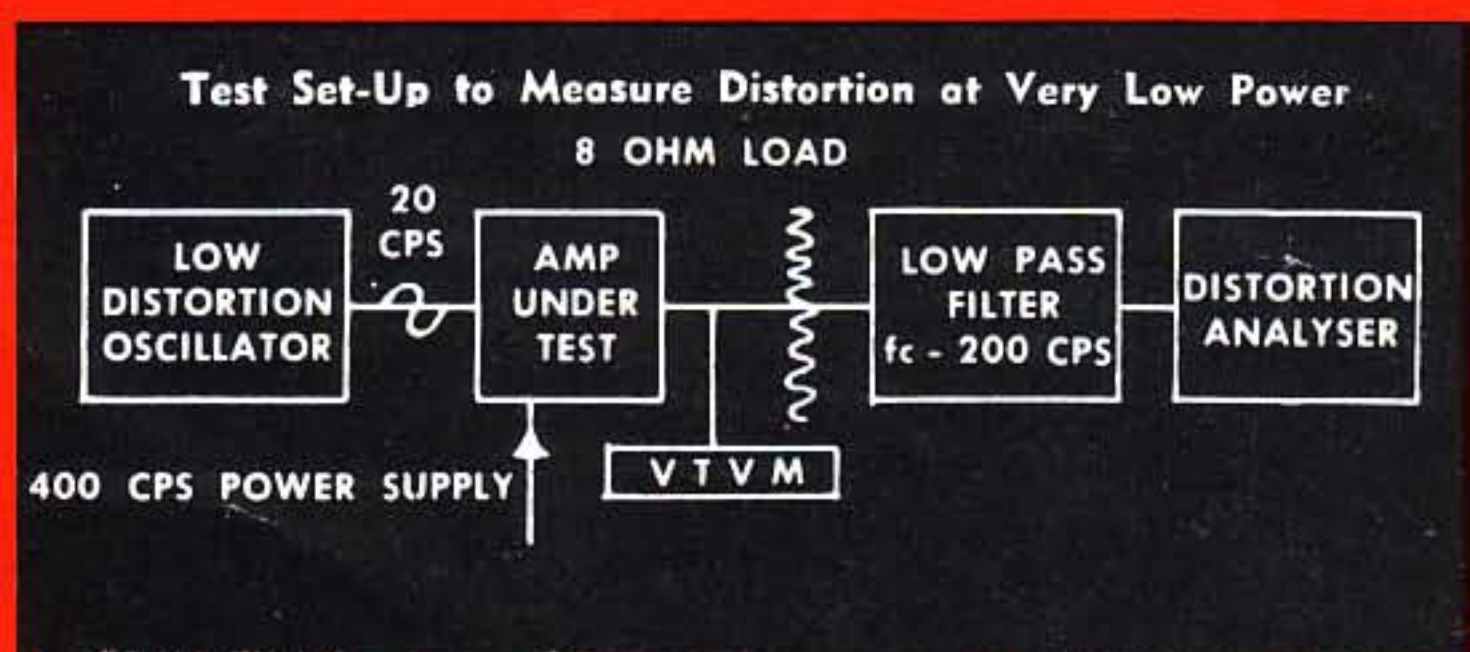 Test Set-Up to Measure Distortion at Very Low Power
8 OHM LOAD
20
CPS
LOW
DISTORTION
OSCILLATOR
AMP
UNDER
TEST
LOW PASS
FILTER
fc - 200 CPS
DISTORTION
ANALYSER
400 CPS POWER SUPPLY
VTVM